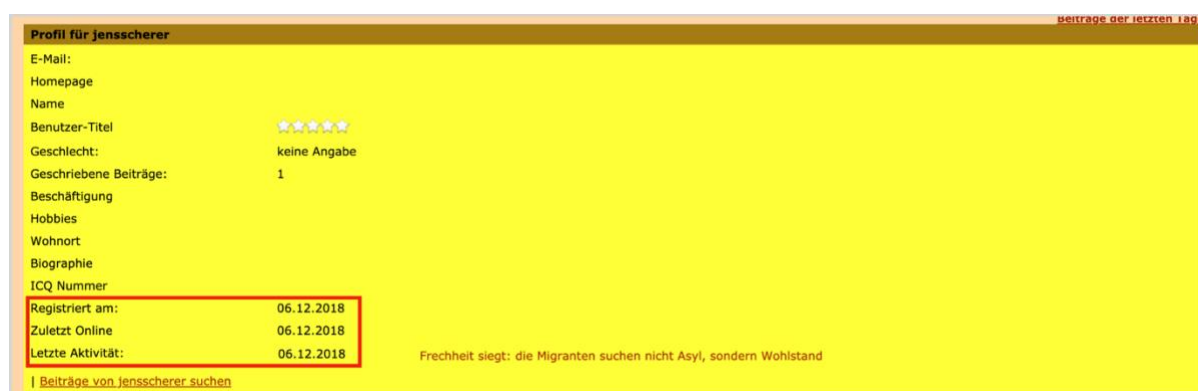 Beiträge der letzten Tag
Profil für jensscherer
E-Mail:
Homepage
Name
Benutzer-Titel
Geschlecht: keine Angabe
Geschriebene Beiträge: 1
Beschäftigung
Hobbies
Wohnort
Biographie
ICQ Nummer
Registriert am: 06.12.2018
Zuletzt Online 06.12.2018
Letzte Aktivität: 06.12.2018 Frechheit siegt: die Migranten suchen nicht Asyl, sondern Wohlstand
| Beiträge von jensscherer suchen